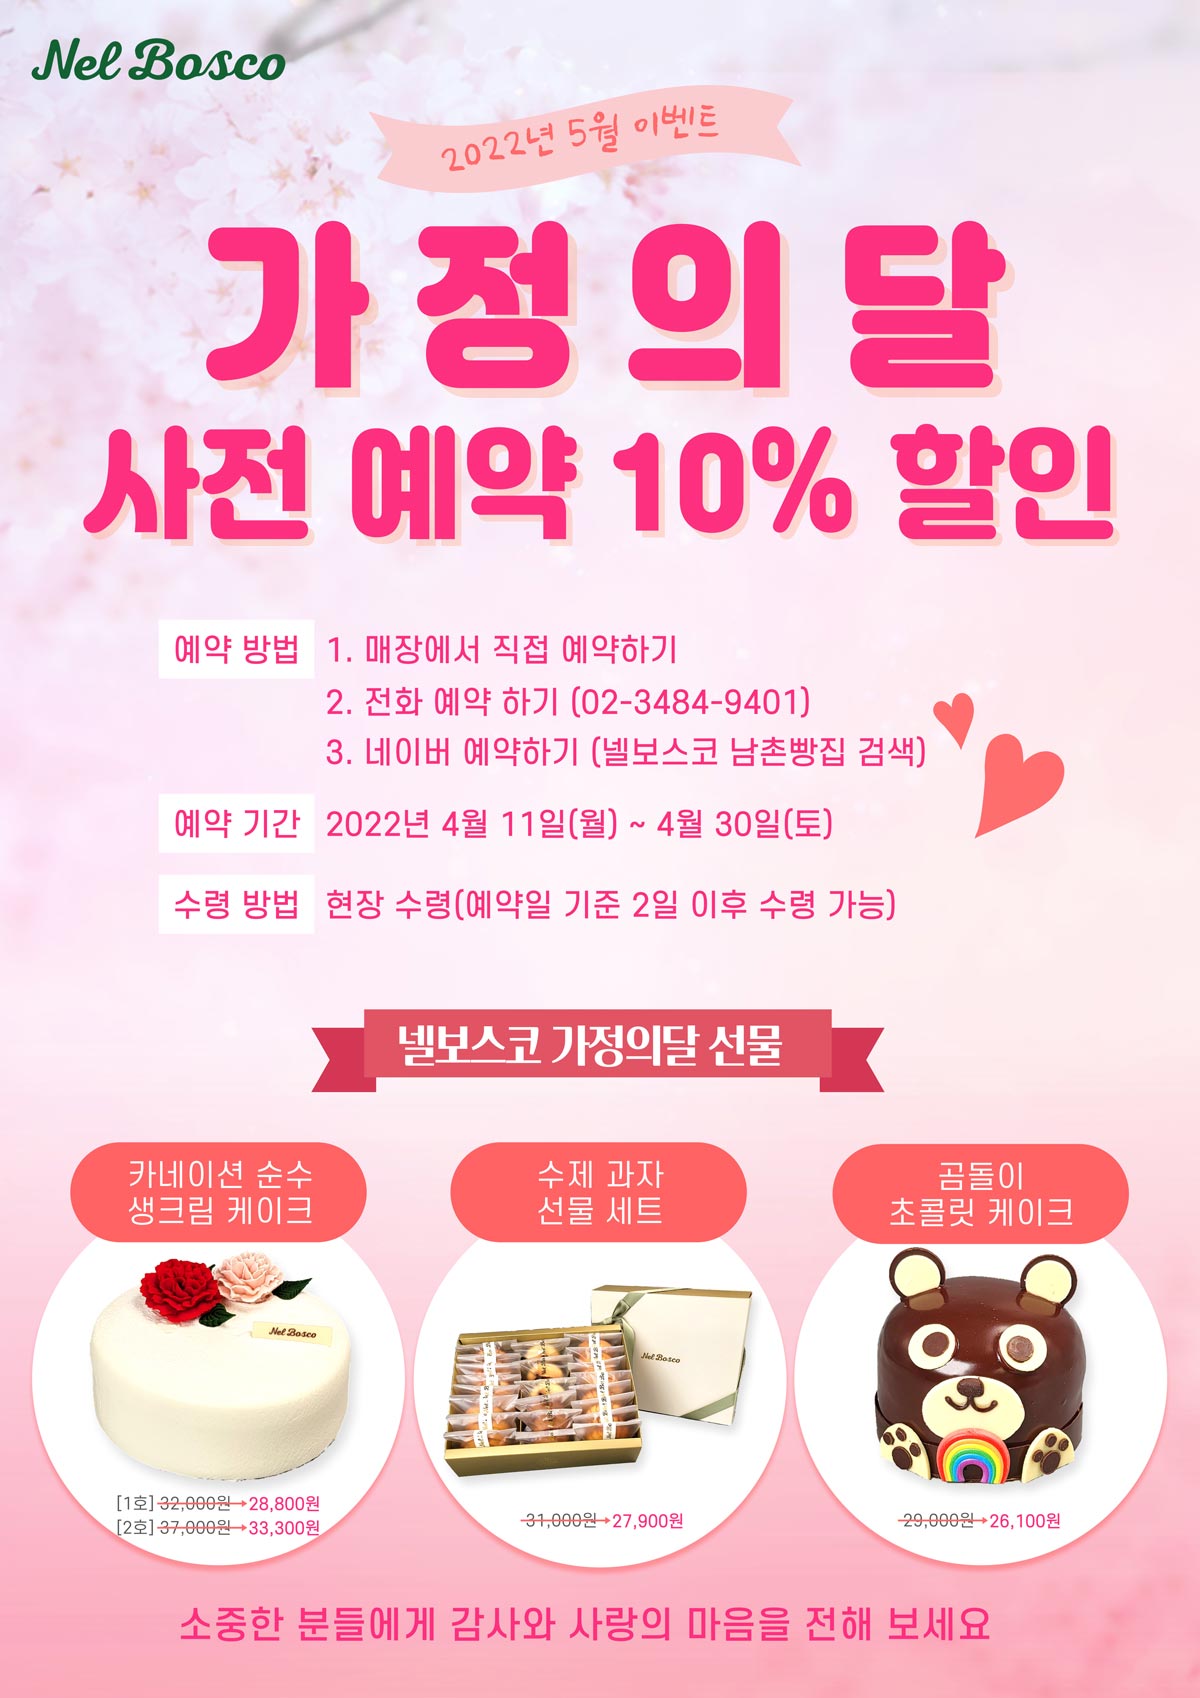 Nel Bosco
2022년 5월 이벤트
가정의달
사전 예약 10% 할인
예약 방법 1. 매장에서 직접 예약하기
2. 전화 예약 하기 (02-3484-9401)
3. 네이버 예약하기 (넬보스코 남촌빵집 검색)
예약 기간 2022년 4월 11일(월) ~ 4월 30일(토)
수령 방법 현장 수령(예약일 기준 2일 이후 수령 가능)
넬보스코 가정의달 선물
카네이션 순수
생크림 케이크
Nel Bosco
[1호] 32,000원→28,800원
[2호] 37,000원→33,300원
수제 과자
선물 세트
Nel Bosco
31,000원→27,900원
곰돌이
초콜릿 케이크
29,000원→26,100원
소중한 분들에게 감사와 사랑의 마음을 전해 보세요